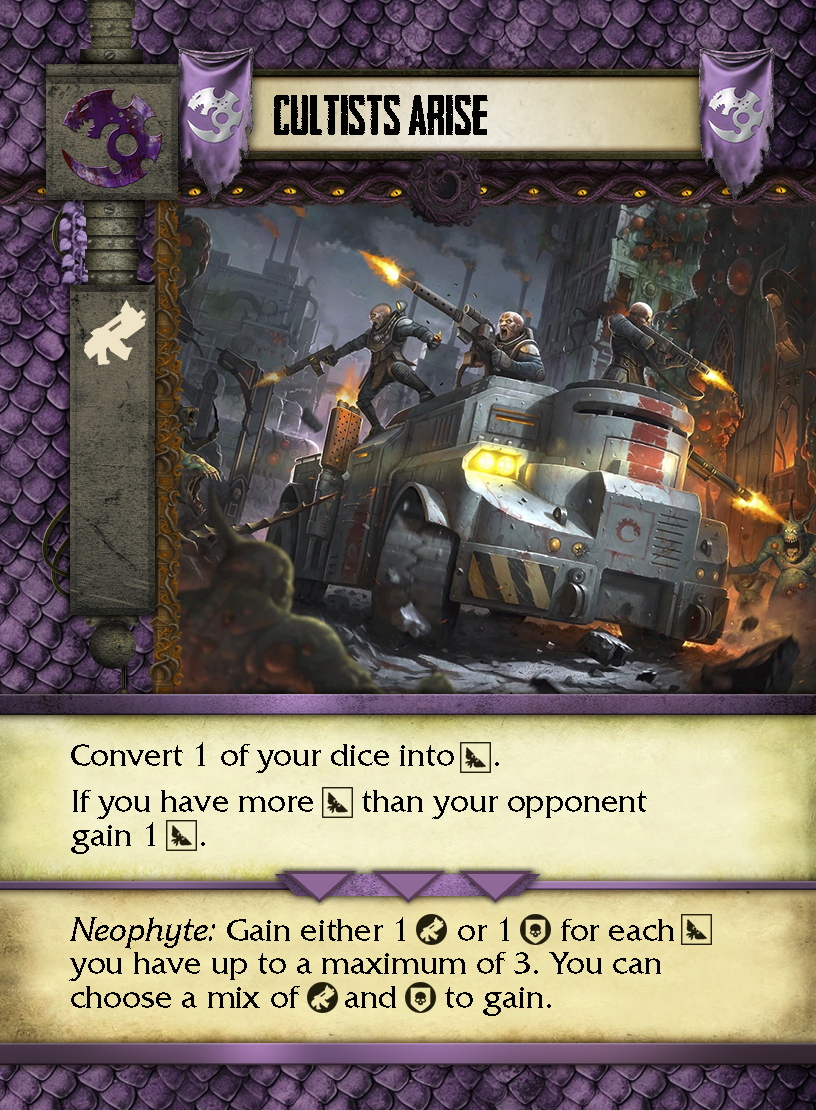 CULTISTS ARISE
Convert 1 of your dice into .
If you have more than your opponent
gain 1 .
Neophyte: Gain either 1 or 1 for each
you have up to a maximum of 3. You can
choose a mix of and to gain.